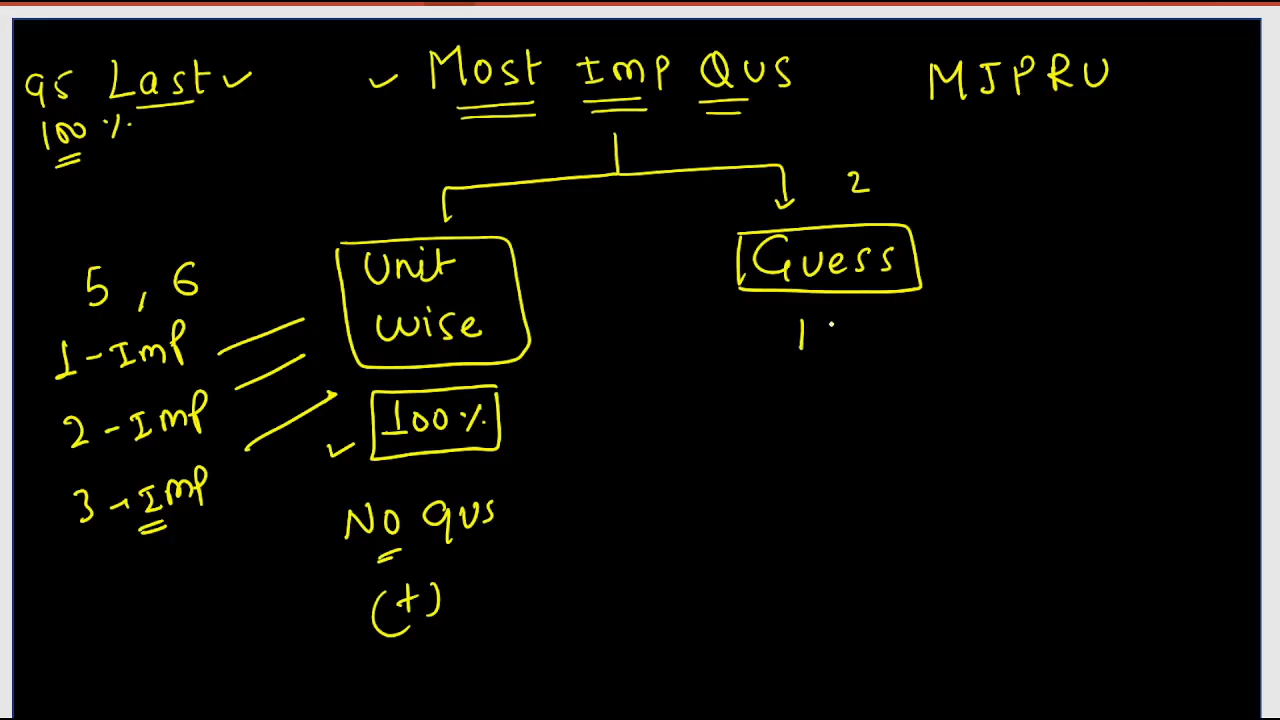 95 Last
100 %
Most Imp Qus
MJPRU
2
Unit
Wise
Guess
5 , 6
1 - Imp
2 - Imp
3 - Imp
100 %
1
No qus
(+)